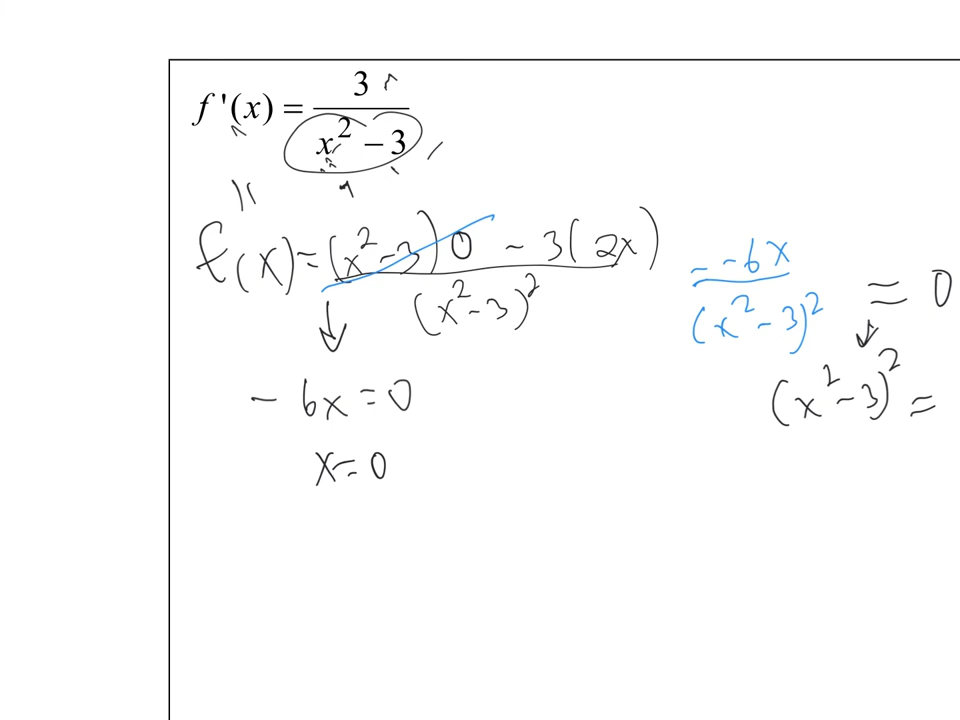 f '(x) = 3 / (x² − 3)
f''(x) = ((x² − 3) 0 − 3(2x)) / (x² − 3)² = −6x / (x² − 3)² = 0
− 6x = 0
(x² − 3)² =
x = 0